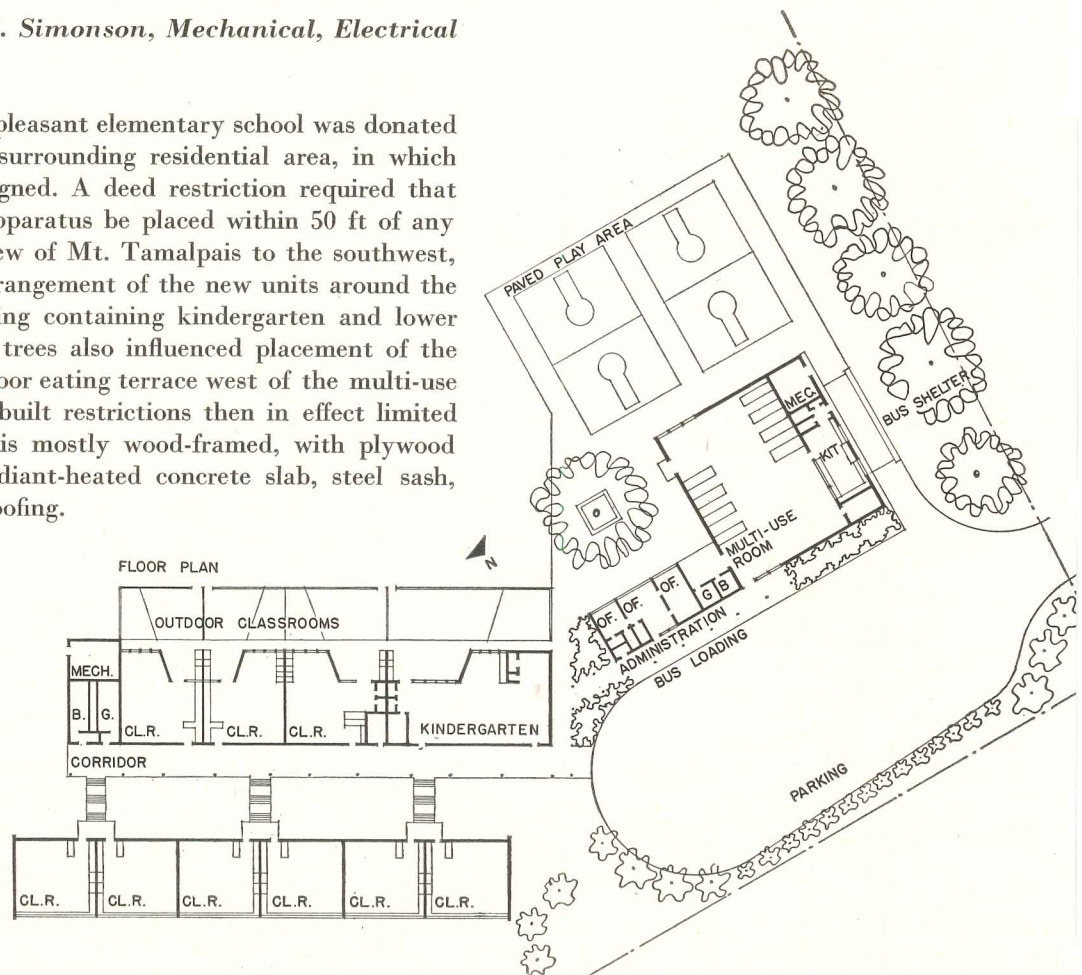 . Simonson, Mechanical, Electrical
pleasant elementary school was donated
surrounding residential area, in which
gned. A deed restriction required that
pparatus be placed within 50 ft of any
ew of Mt. Tamalpais to the southwest,
rangement of the new units around the
ing containing kindergarten and lower
trees also influenced placement of the
oor eating terrace west of the multi-use
built restrictions then in effect limited
is mostly wood-framed, with plywood
diant-heated concrete slab, steel sash,
oofing.
PAVED PLAY AREA
BUS SHELTER
MEC.
KIT
MULTI-USE
ROOM
OF.
OF.
OF.
G
B
ADMINISTRATION
BUS LOADING
PARKING
N
FLOOR PLAN
OUTDOOR CLASSROOMS
MECH.
B.
G.
CL.R.
CL.R.
CL.R.
KINDERGARTEN
CORRIDOR
CL.R.
CL.R.
CL.R.
CL.R.
CL.R.
CL.R.